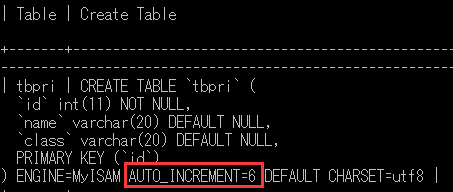 | Table | Create Table
+-------+-----------------------------------------------
| tbpri | CREATE TABLE `tbpri` (
`id` int(11) NOT NULL,
`name` varchar(20) DEFAULT NULL,
`class` varchar(20) DEFAULT NULL,
PRIMARY KEY (`id`)
) ENGINE=MyISAM AUTO_INCREMENT=6 DEFAULT CHARSET=utf8 |